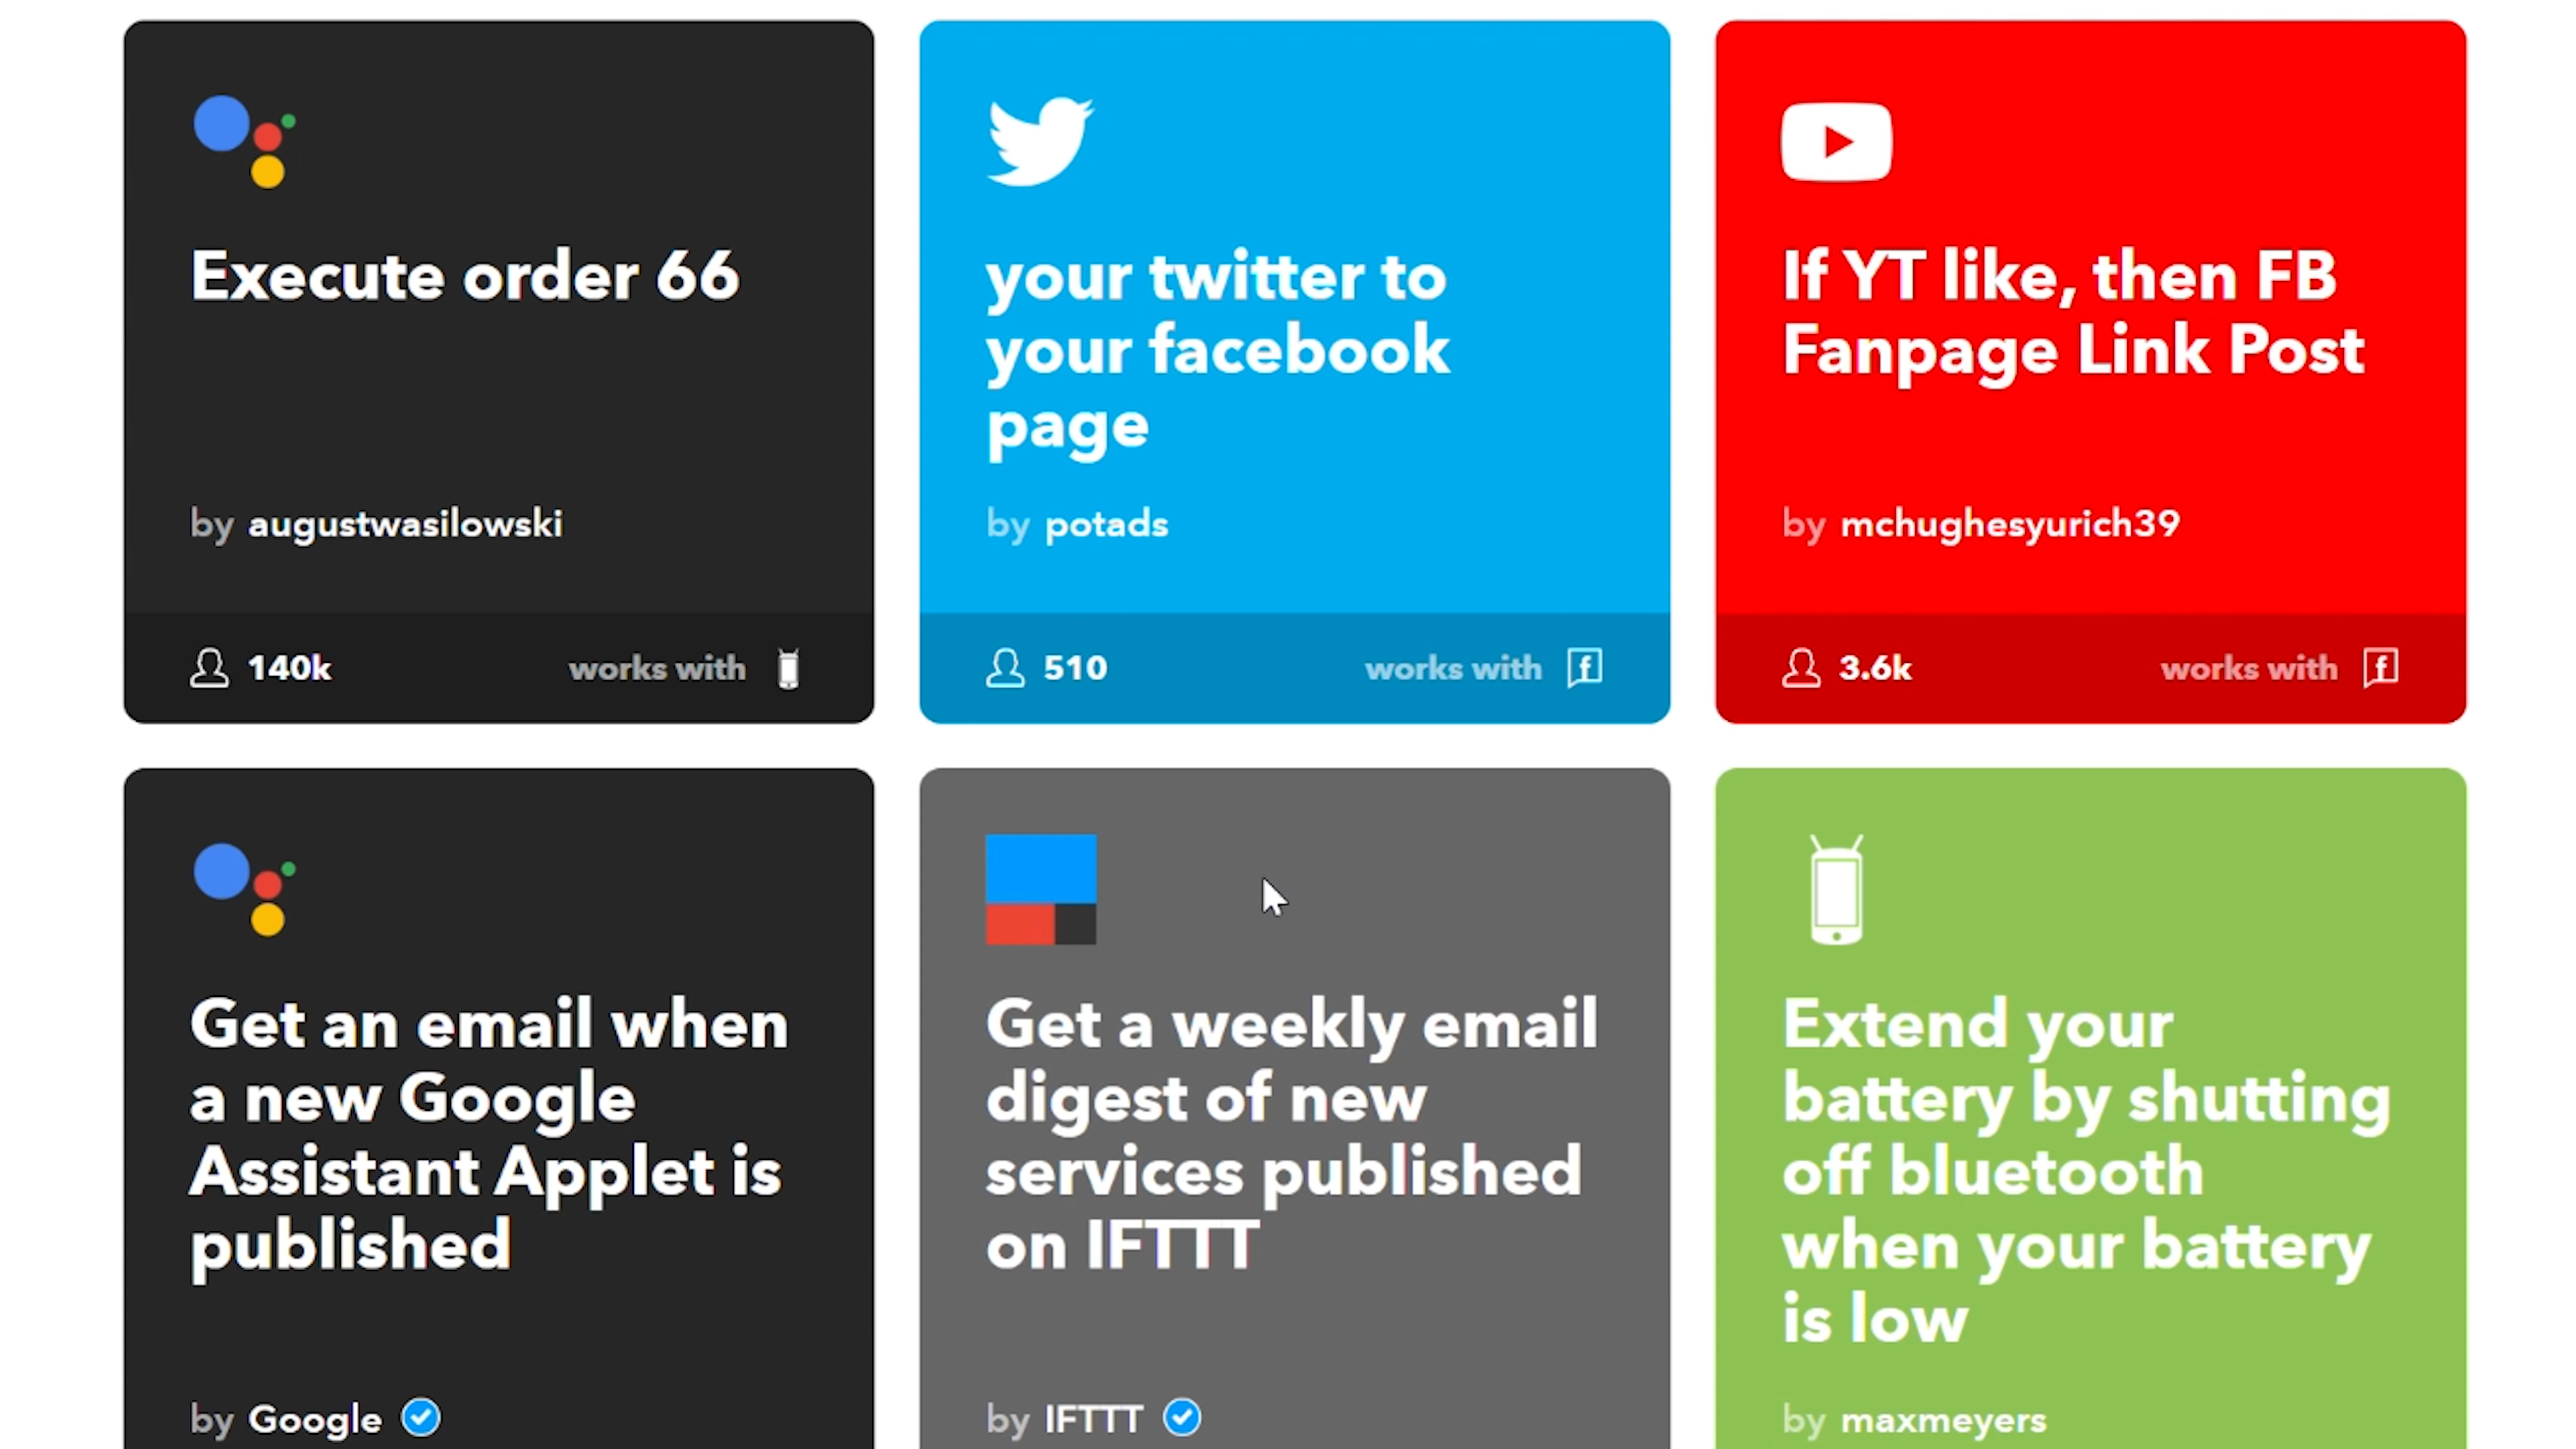 Execute order 66
by augustwasilowski
140k works with
your twitter to
your facebook
page
by potads
510 works with
If YT like, then FB
Fanpage Link Post
by mchughesyurich39
3.6k works with
Get an email when
a new Google
Assistant Applet is
published
by Google
Get a weekly email
digest of new
services published
on IFTTT
by IFTTT
Extend your
battery by shutting
off bluetooth
when your battery
is low
by maxmeyers